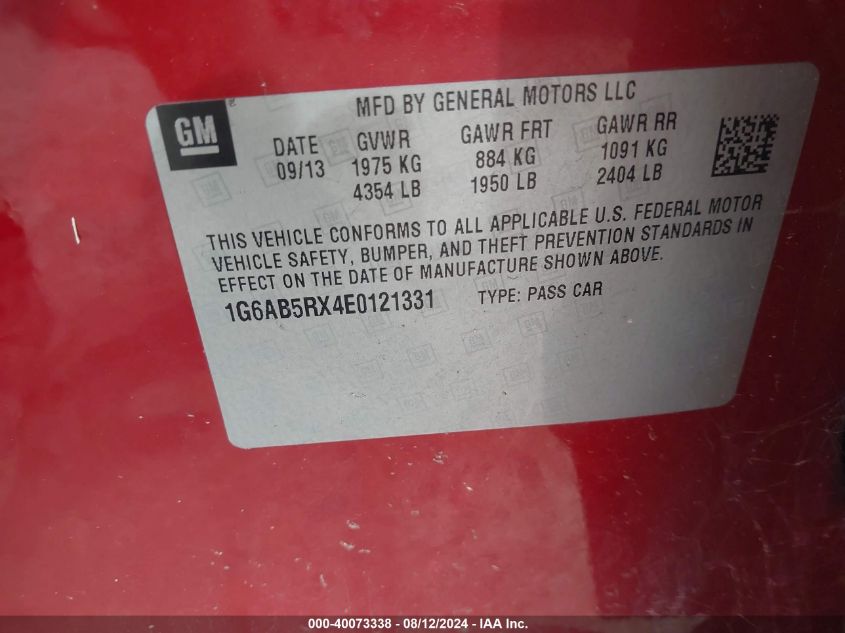 GM
MFD BY GENERAL MOTORS LLC
DATE GVWR GAWR FRT GAWR RR
09/13 1975 KG 884 KG 1091 KG
4354 LB 1950 LB 2404 LB
THIS VEHICLE CONFORMS TO ALL APPLICABLE U.S. FEDERAL MOTOR
VEHICLE SAFETY, BUMPER, AND THEFT PREVENTION STANDARDS IN
EFFECT ON THE DATE OF MANUFACTURE SHOWN ABOVE.
1G6AB5RX4E0121331 TYPE: PASS CAR
000-40073338 - 08/12/2024 - IAA Inc.